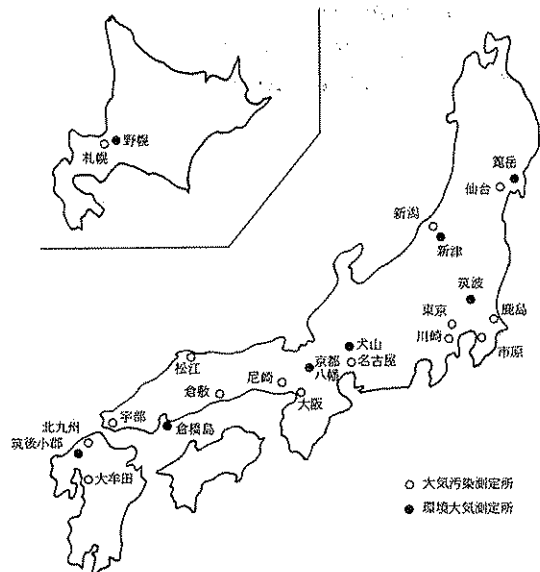 野幌
札幌
篦岳
仙台
新潟
新津
筑波
東京
鹿島
川崎
市原
犬山
名古屋
京都
八幡
松江
尼崎
倉敷
大阪
宇部
倉橋島
北九州
筑後小郡
大牟田
○ 大気汚染測定所
● 環境大気測定所